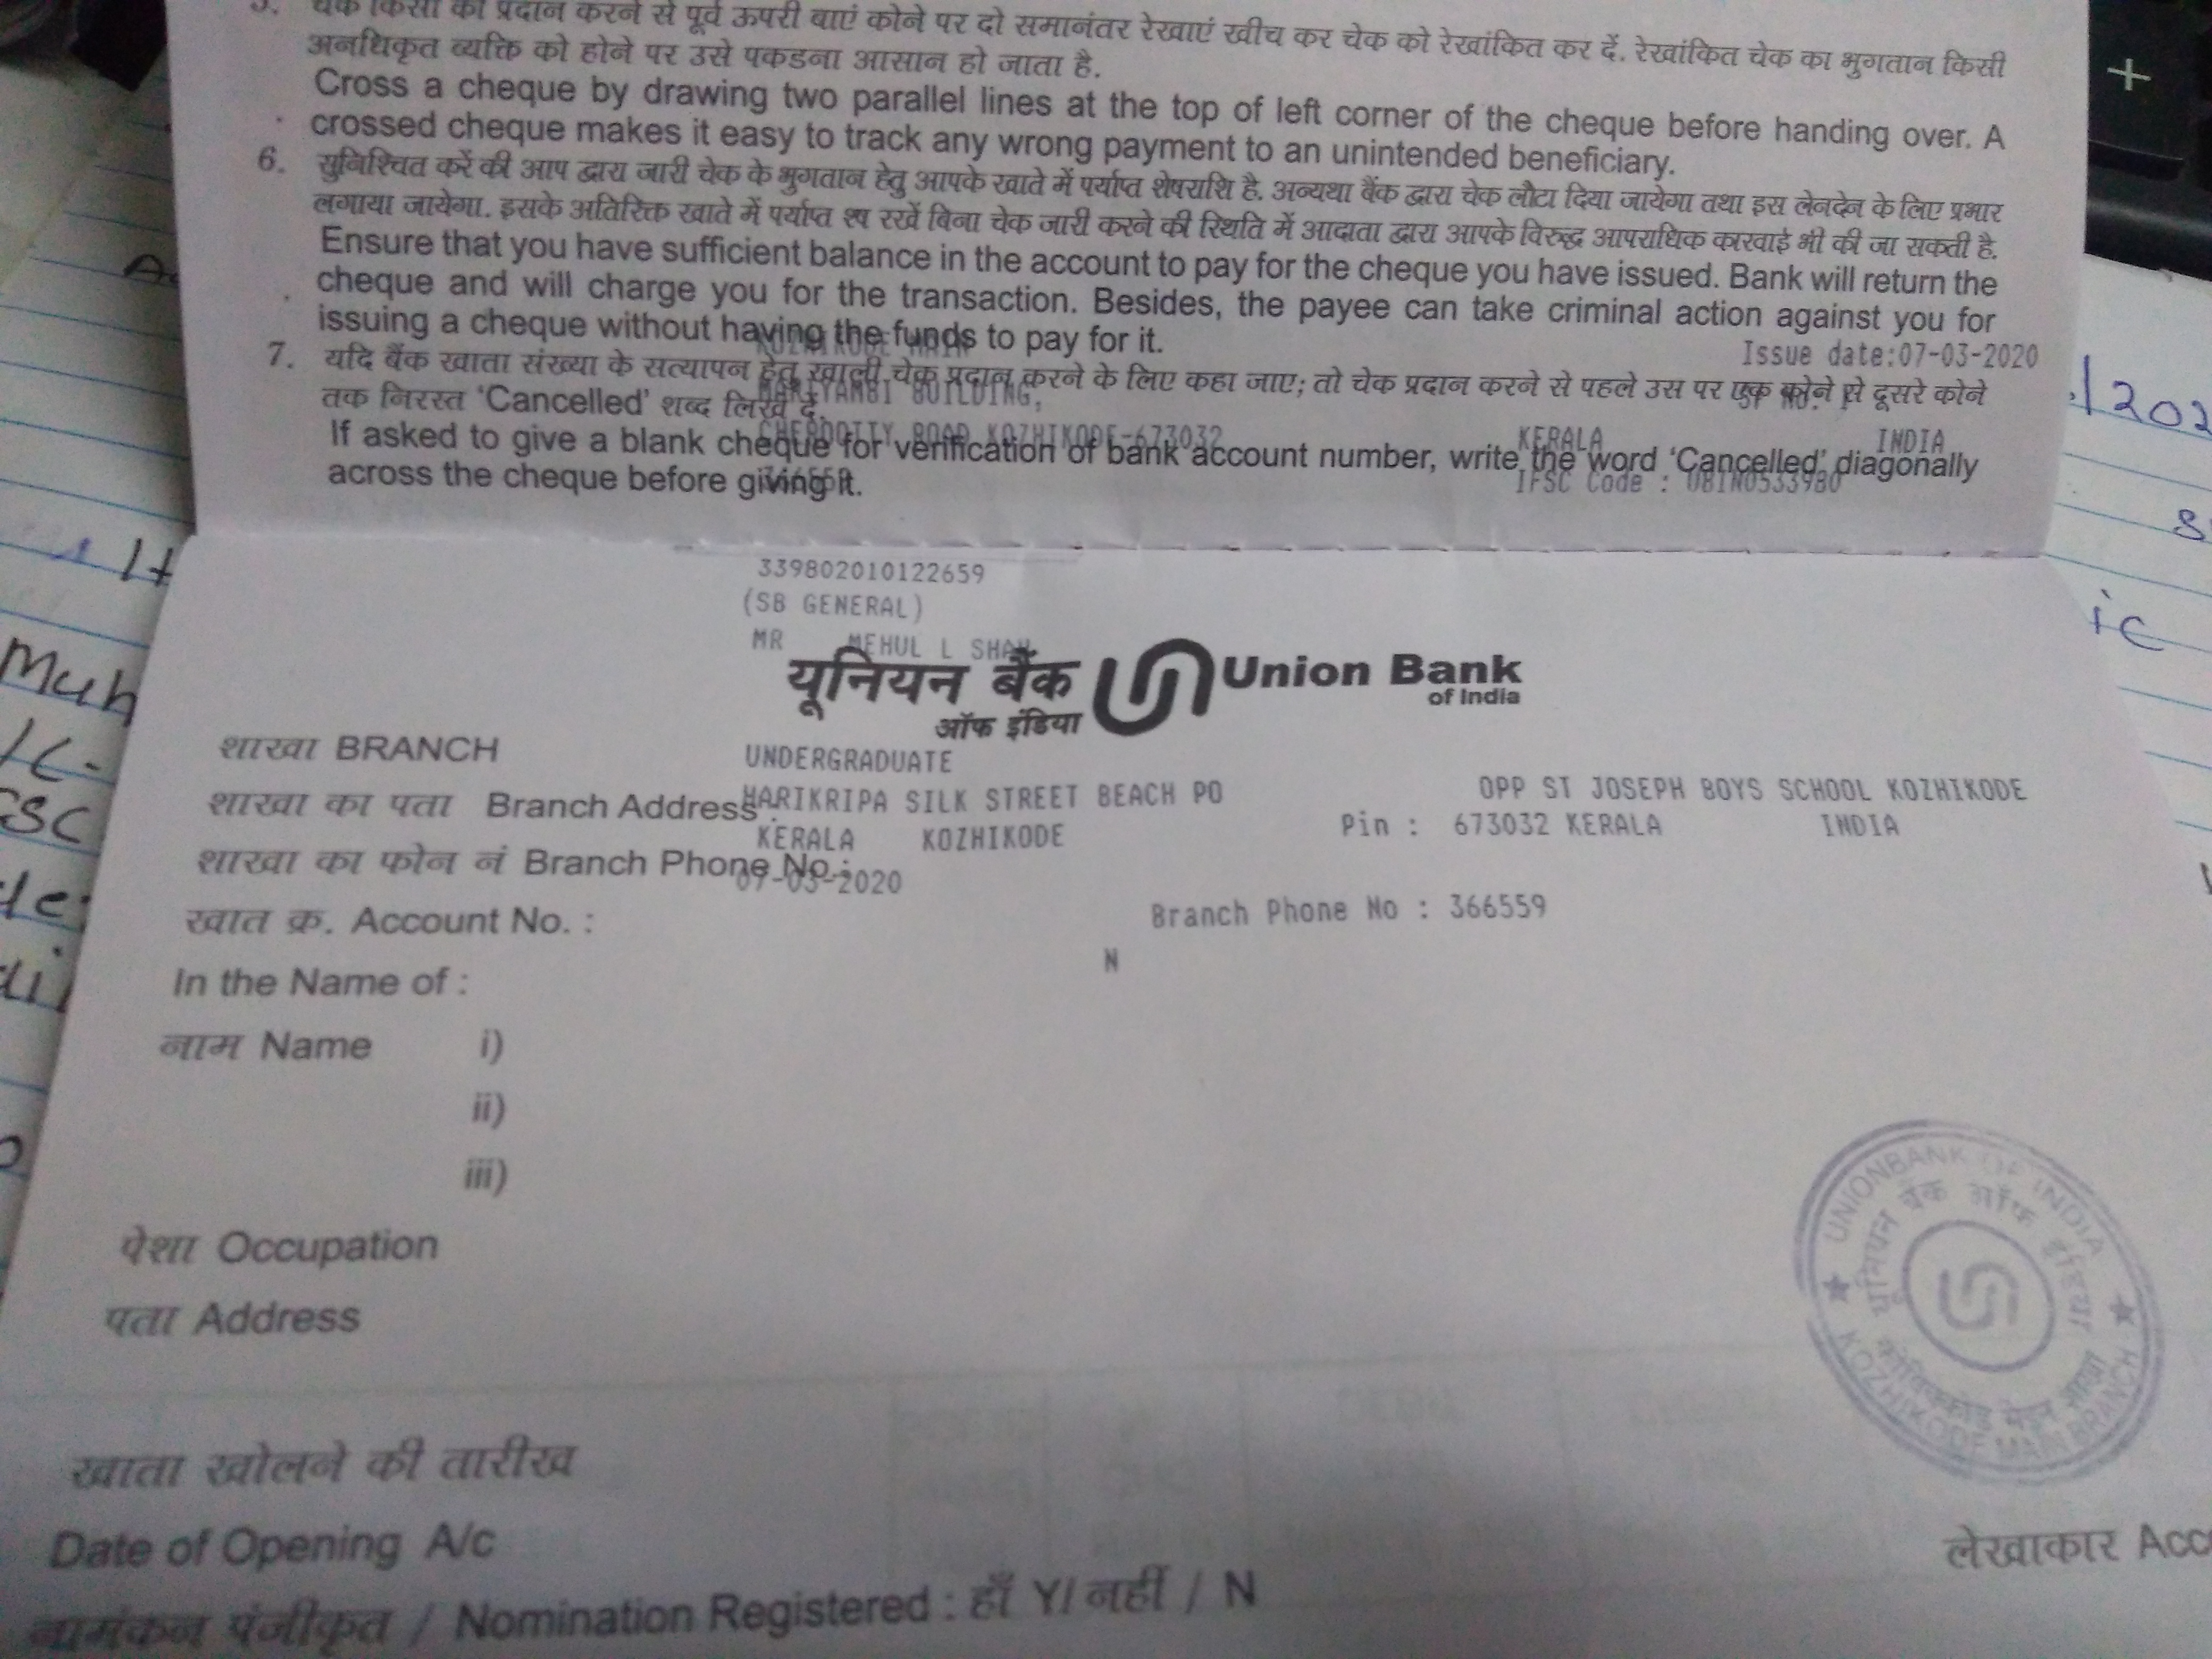 5. चेक किसी को प्रदान करने से पूर्व ऊपरी बाएं कोने पर दो समानंतर रेखाएं खीच कर चेक को रेखांकित कर दें. रेखांकित चेक का भुगतान किसी
अनधिकृत व्यक्ति को होने पर उसे पकडना आसान हो जाता है.
Cross a cheque by drawing two parallel lines at the top of left corner of the cheque before handing over. A
crossed cheque makes it easy to track any wrong payment to an unintended beneficiary.
6. सुनिश्चित करें की आप द्वारा जारी चेक के भुगतान हेतु आपके खाते में पर्याप्त शेषराशि है. अन्यथा बैंक द्वारा चेक लौटा दिया जायेगा तथा इस लेनदेन के लिए प्रभार
लगाया जायेगा. इसके अतिरिक्त खाते में पर्याप्त श्ष रखें बिना चेक जारी करने की स्थिति में आदाता द्वारा आपके विरुद्ध आपराधिक कारवाई भी की जा सकती है.
Ensure that you have sufficient balance in the account to pay for the cheque you have issued. Bank will return the
cheque and will charge you for the transaction. Besides, the payee can take criminal action against you for
issuing a cheque without having the funds to pay for it.
KOZHIKODE MAIN
Issue date:07-03-2020
7. यदि बैंक खाता संख्या के सत्यापन हेतु खाली चेक प्रदान करने के लिए कहा जाए; तो चेक प्रदान करने से पहले उस पर एक कोने से दूसरे कोने
BUILDING,
तक निरस्त 'Cancelled' शब्द लिख दें.
CHEROOTTY ROAD KOZHIKODE-673032 KERALA INDIA
If asked to give a blank cheque for verification of bank account number, write the word 'Cancelled' diagonally
366559 IFSC Code : UBIN0533980
across the cheque before giving it.
339802010122659
(SB GENERAL)
MR MEHUL L SHAH
यूनियन बैंक Union Bank
ऑफ इंडिया of India
शाखा BRANCH
UNDERGRADUATE
शाखा का पता Branch Address :
HARIKRIPA SILK STREET BEACH PO OPP ST JOSEPH BOYS SCHOOL KOZHIKODE
KERALA KOZHIKODE Pin : 673032 KERALA INDIA
शाखा का फोन नं Branch Phone No.:
07-03-2020
Branch Phone No : 366559
खात क्र. Account No. :
N
In the Name of :
नाम Name i)
ii)
iii)
पेशा Occupation
पता Address
UNION BANK OF INDIA
यूनियन बैंक ऑफ इंडिया
कोषिक्कोड मेइन शाखा
KOZHIKODE MAIN BRANCH
खाता खोलने की तारीख
Date of Opening A/c
लेखाकार Acc
नामंकन पंजीकृत / Nomination Registered : हाँ Y/ नहीं / N